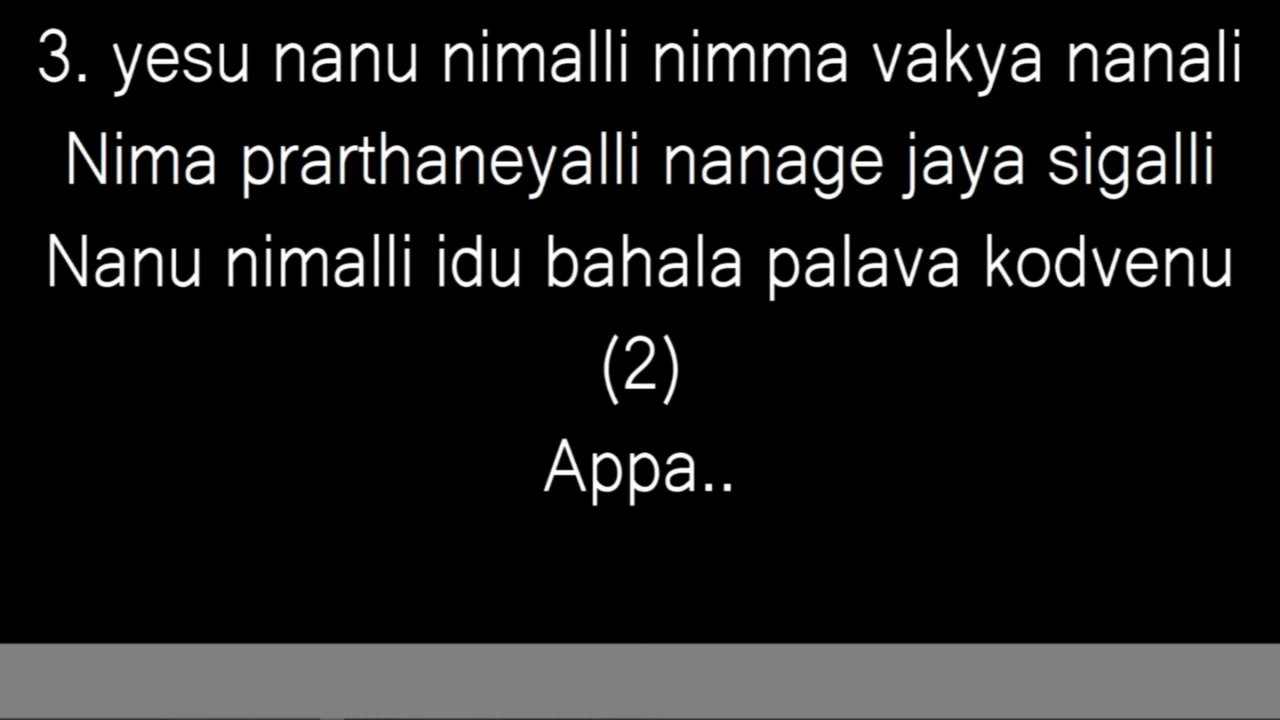 3. yesu nanu nimalli nimma vakya nanali
Nima prarthaneyalli nanage jaya sigalli
Nanu nimalli idu bahala palava kodvenu
(2)
Appa..